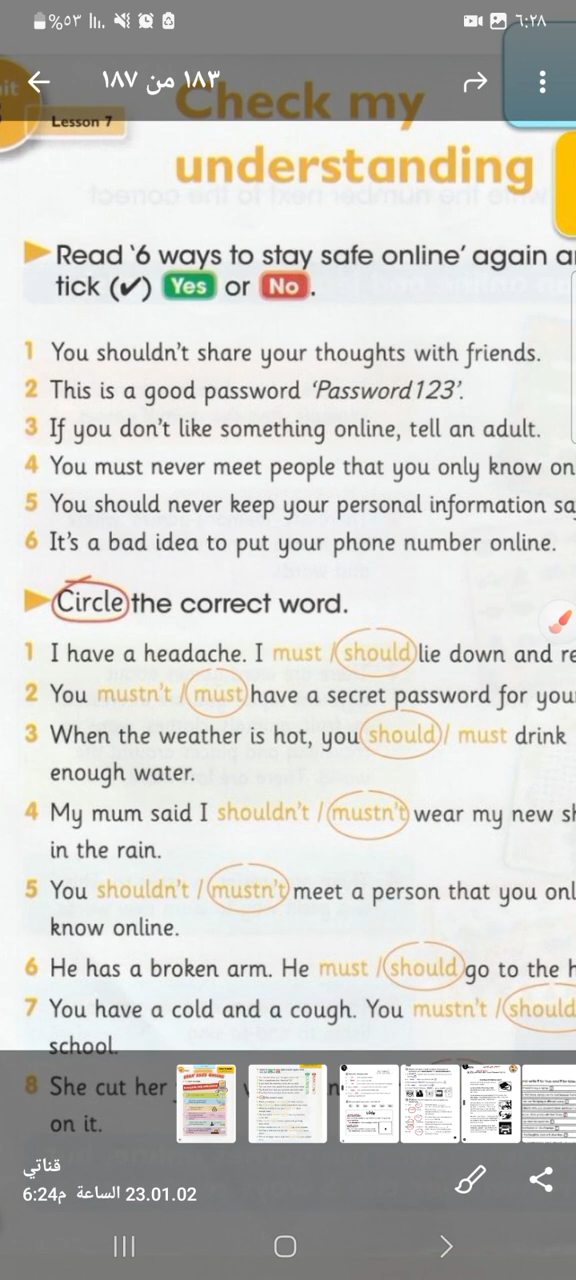 %٥٣
٦:٢٨
١٨٣ من ١٨٧
Lesson 7
Check my
understanding
Read '6 ways to stay safe online' again
tick (✔) Yes or No.
1 You shouldn't share your thoughts with friends.
2 This is a good password 'Password123'.
3 If you don't like something online, tell an adult.
4 You must never meet people that you only know on
5 You should never keep your personal information sa
6 It's a bad idea to put your phone number online.
Circle the correct word.
1 I have a headache. I must / should lie down and re
2 You mustn't / must have a secret password for you
3 When the weather is hot, you should / must drink
enough water.
4 My mum said I shouldn't / mustn't wear my new sh
in the rain.
5 You shouldn't / mustn't meet a person that you onl
know online.
6 He has a broken arm. He must / should go to the h
7 You have a cold and a cough. You mustn't / should
school.
8 She cut her
on it.
قناتي
23.01.02 الساعة 6:24م